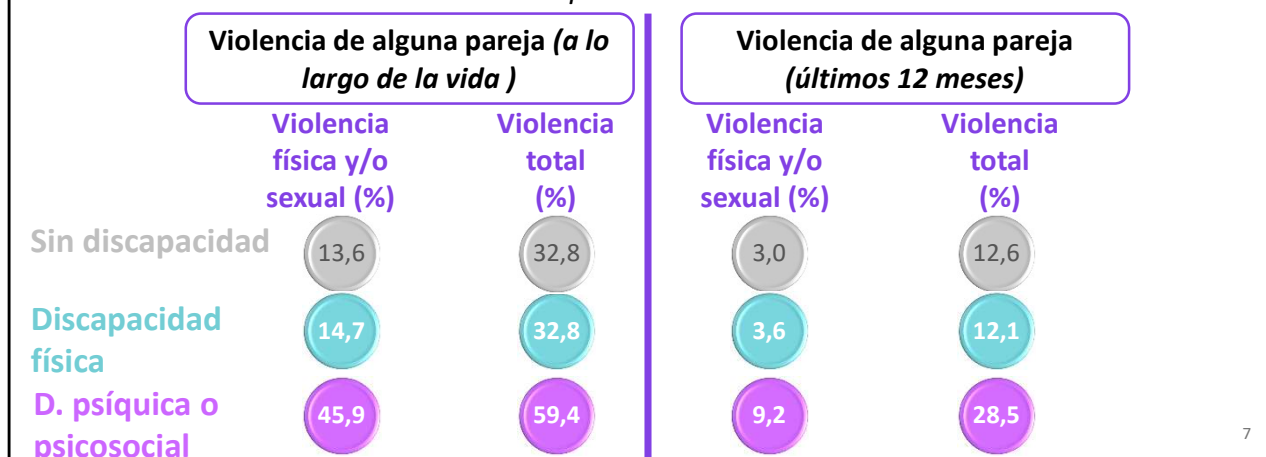 Violencia de alguna pareja (a lo
largo de la vida )
Violencia de alguna pareja
(últimos 12 meses)
Violencia
física y/o
sexual (%)
Violencia
total
(%)
Violencia
física y/o
sexual (%)
Violencia
total
(%)
Sin discapacidad
13,6
32,8
3,0
12,6
Discapacidad
física
14,7
32,8
3,6
12,1
D. psíquica o
psicosocial
45,9
59,4
9,2
28,5
7